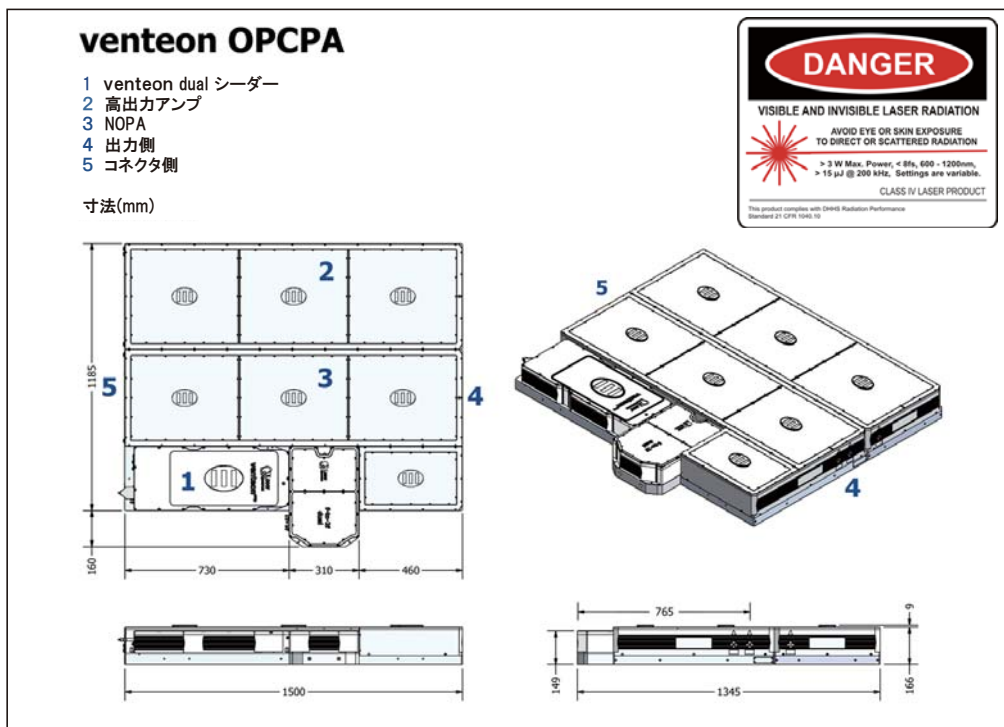 venteon OPCPA
1 venteon dual シーダー
2 高出力アンプ
3 NOPA
4 出力側
5 コネクタ側
寸法(mm)
DANGER
VISIBLE AND INVISIBLE LASER RADIATION
AVOID EYE OR SKIN EXPOSURE
TO DIRECT OR SCATTERED RADIATION
> 3 W Max. Power, < 8fs, 600 - 1200nm,
> 15 µJ @ 200 kHz, Settings are variable.
CLASS IV LASER PRODUCT
This product complies with DHHS Radiation Performance
Standard 21 CFR 1040.10
2
5
1185
5
3
4
1
4
160
730
310
460
765
9
149
166
1500
1345